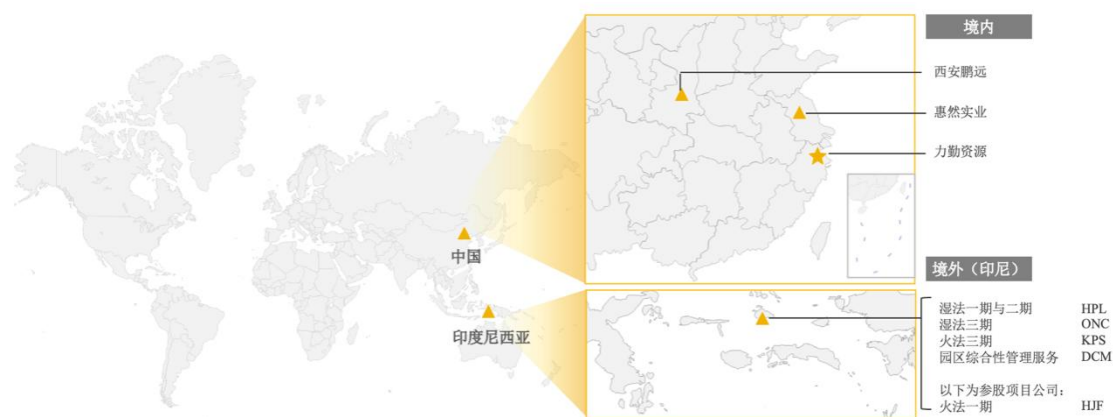 境内
西安鹏远
惠然实业
力勤资源
中国
境外（印尼）
印度尼西亚
湿法一期与二期 HPL
湿法三期 ONC
火法三期 KPS
园区综合性管理服务 DCM
以下为参股项目公司：
火法一期 HJF